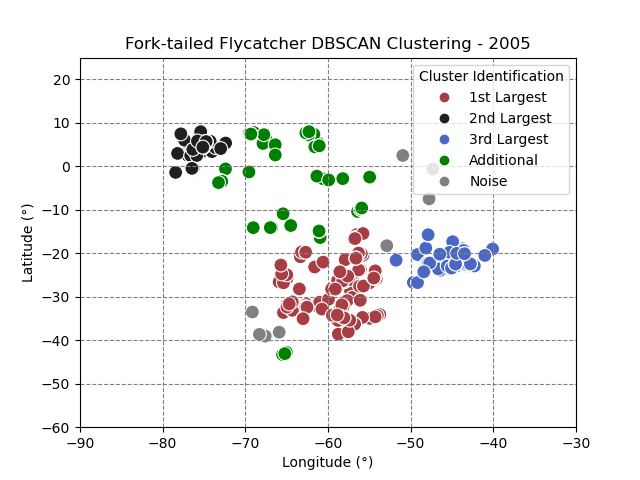 Fork-tailed Flycatcher DBSCAN Clustering - 2005
Cluster Identification
1st Largest
2nd Largest
3rd Largest
Additional
Noise
20
10
0
−10
−20
−30
−40
−50
−60
Latitude (°)
−90
−80
−70
−60
−50
−40
−30
Longitude (°)